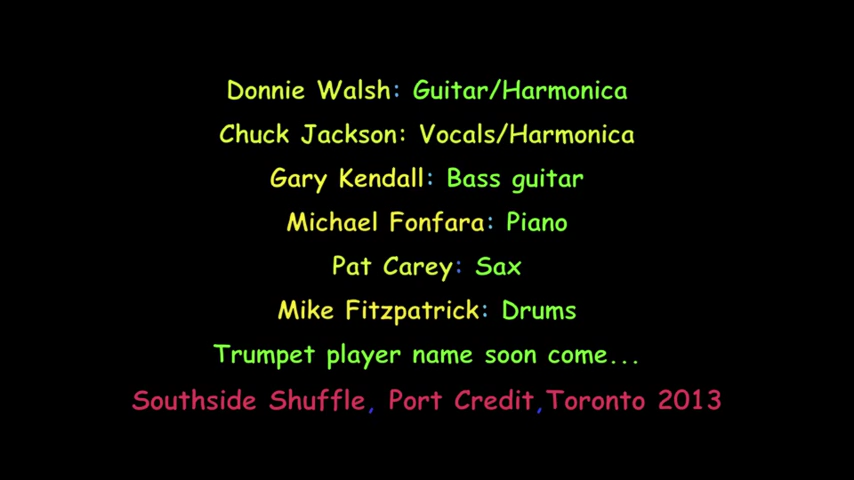 Donnie Walsh: Guitar/Harmonica
Chuck Jackson: Vocals/Harmonica
Gary Kendall: Bass guitar
Michael Fonfara: Piano
Pat Carey: Sax
Mike Fitzpatrick: Drums
Trumpet player name soon come...
Southside Shuffle, Port Credit,Toronto 2013